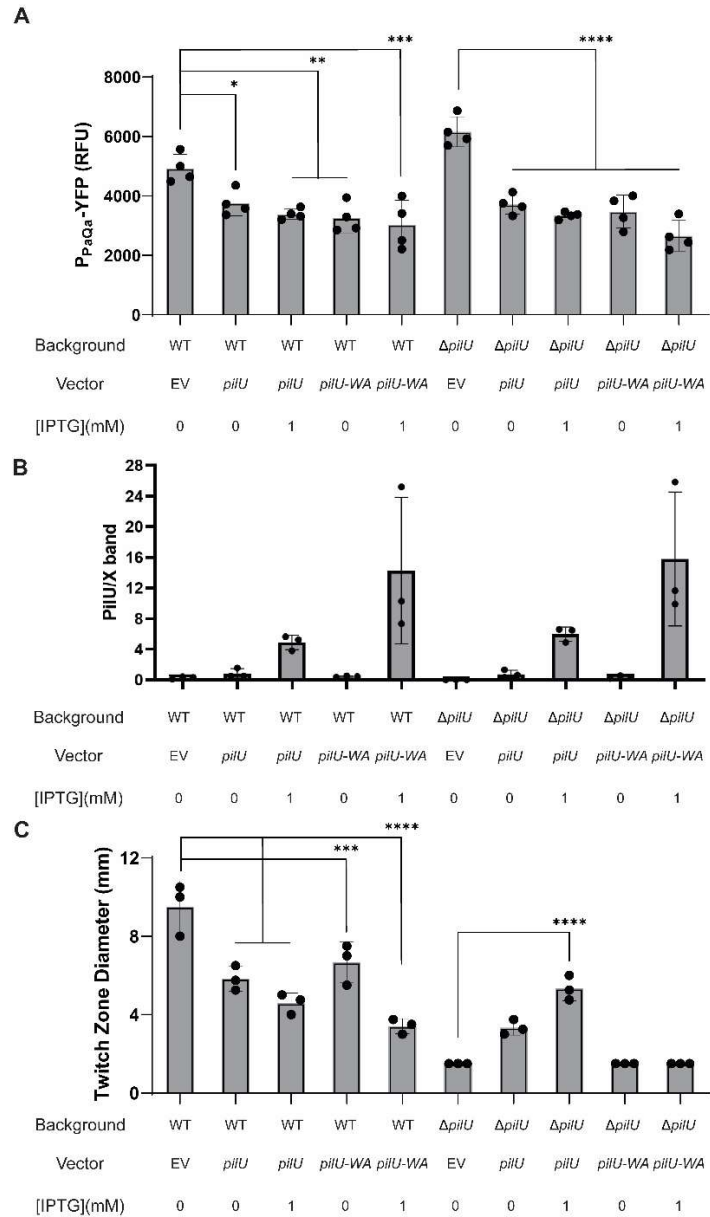 A
****
***
**
*
8000
6000
4000
2000
0
P_PaQa-YFP (RFU)
Background WT WT WT WT WT ΔpilU ΔpilU ΔpilU ΔpilU ΔpilU
Vector EV pilU pilU pilU-WA pilU-WA EV pilU pilU pilU-WA pilU-WA
[IPTG](mM) 0 0 1 0 1 0 0 1 0 1
B
28
24
20
16
12
8
4
0
PilU/X band
Background WT WT WT WT WT ΔpilU ΔpilU ΔpilU ΔpilU ΔpilU
Vector EV pilU pilU pilU-WA pilU-WA EV pilU pilU pilU-WA pilU-WA
[IPTG](mM) 0 0 1 0 1 0 0 1 0 1
C
****
***
****
12
8
4
0
Twitch Zone Diameter (mm)
Background WT WT WT WT WT ΔpilU ΔpilU ΔpilU ΔpilU ΔpilU
Vector EV pilU pilU pilU-WA pilU-WA EV pilU pilU pilU-WA pilU-WA
[IPTG](mM) 0 0 1 0 1 0 0 1 0 1